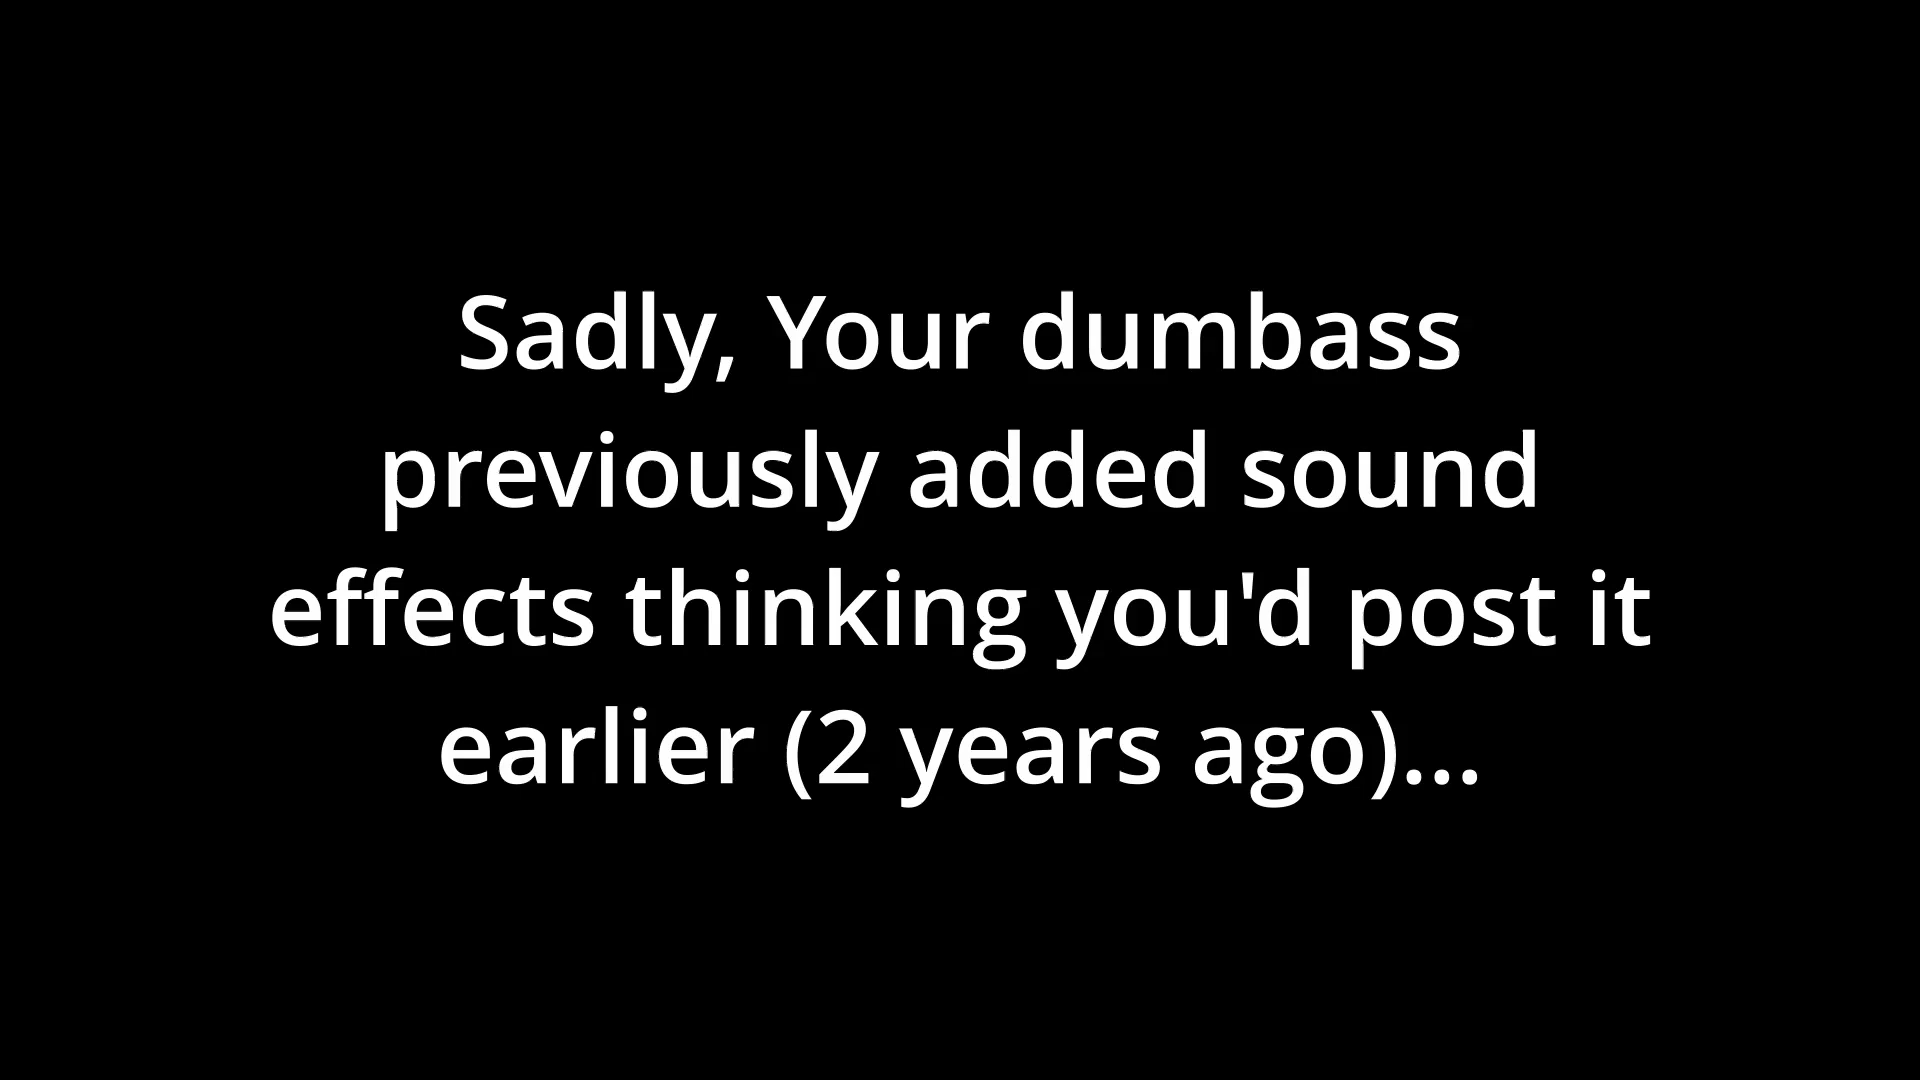 Sadly, Your dumbass
previously added sound
effects thinking you'd post it
earlier (2 years ago)...